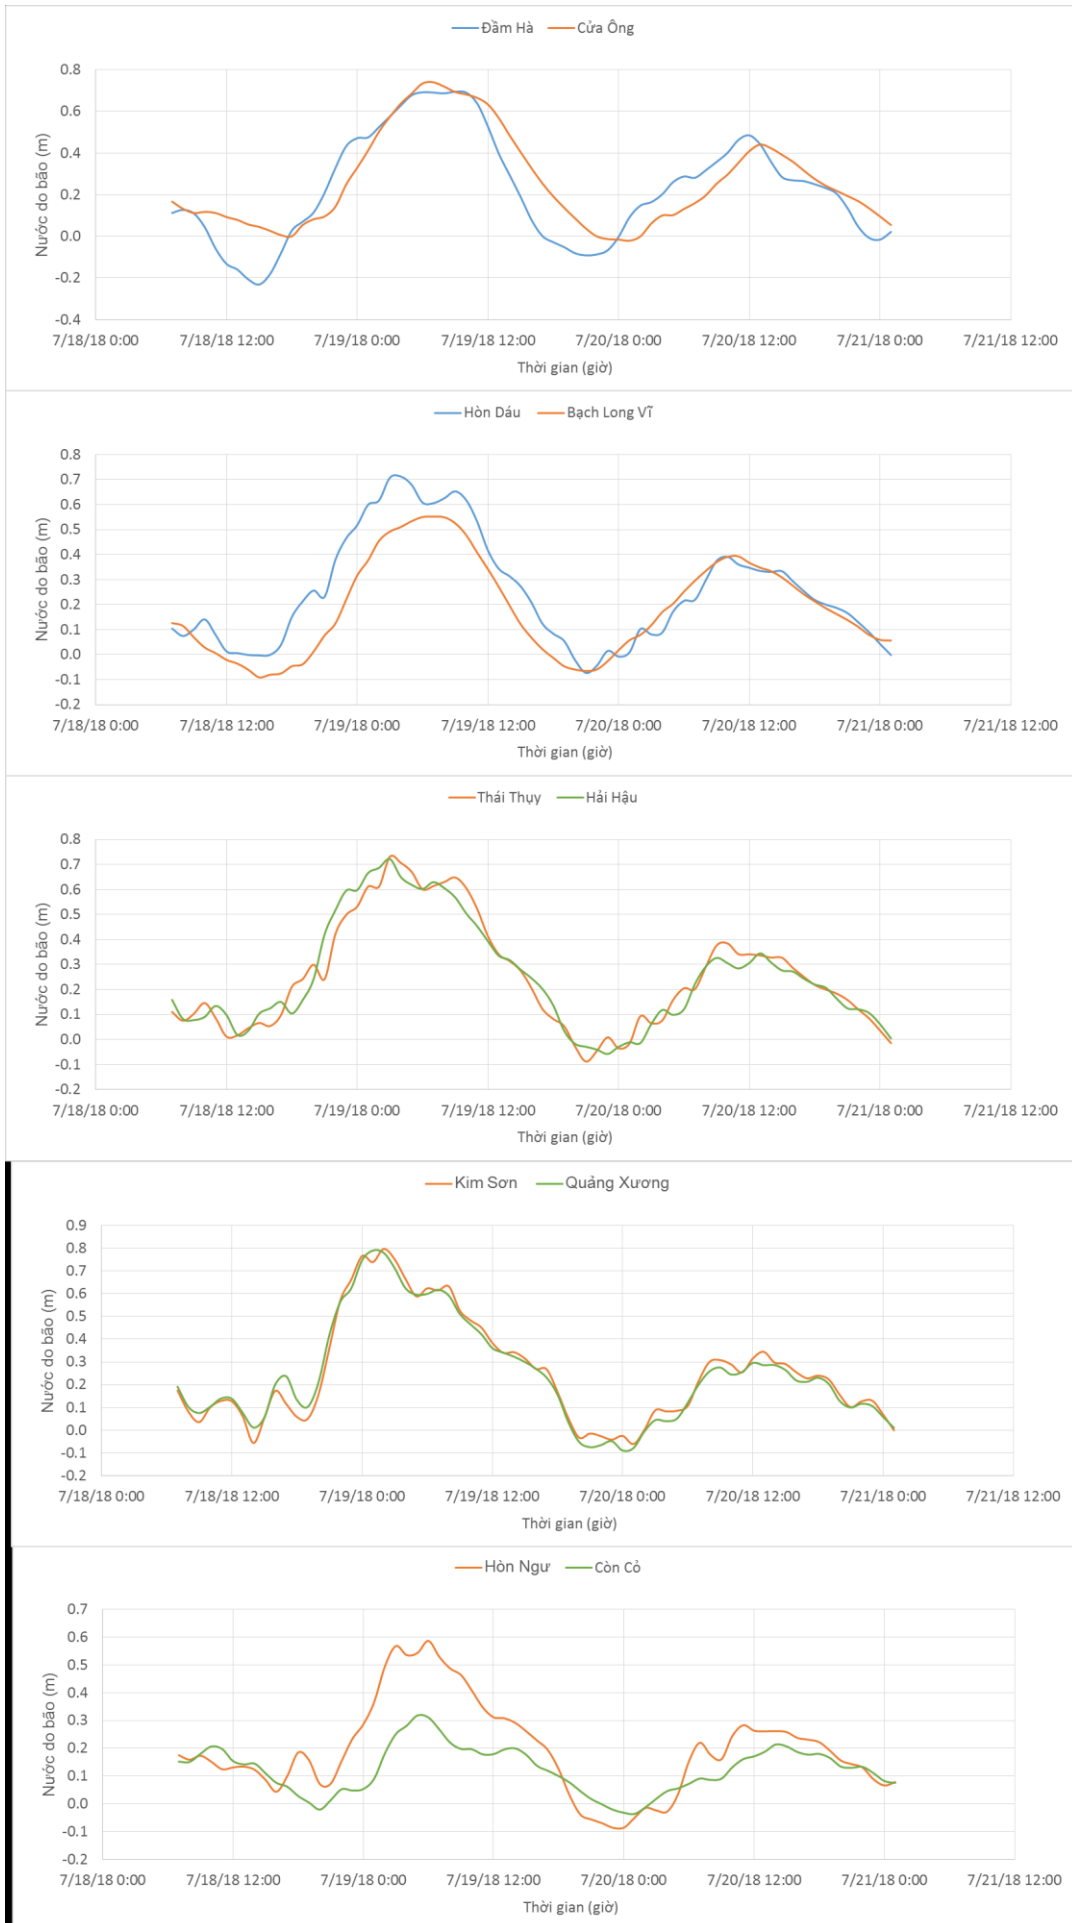 Đầm Hà Cửa Ông
Nước do bão (m)
0.8
0.6
0.4
0.2
0.0
-0.2
-0.4
7/18/18 0:00 7/18/18 12:00 7/19/18 0:00 7/19/18 12:00 7/20/18 0:00 7/20/18 12:00 7/21/18 0:00 7/21/18 12:00
Thời gian (giờ)
Hòn Dáu Bạch Long Vĩ
Nước do bão (m)
0.8
0.7
0.6
0.5
0.4
0.3
0.2
0.1
0.0
-0.1
-0.2
7/18/18 0:00 7/18/18 12:00 7/19/18 0:00 7/19/18 12:00 7/20/18 0:00 7/20/18 12:00 7/21/18 0:00 7/21/18 12:00
Thời gian (giờ)
Thái Thụy Hải Hậu
Nước do bão (m)
0.8
0.7
0.6
0.5
0.4
0.3
0.2
0.1
0.0
-0.1
-0.2
7/18/18 0:00 7/18/18 12:00 7/19/18 0:00 7/19/18 12:00 7/20/18 0:00 7/20/18 12:00 7/21/18 0:00 7/21/18 12:00
Thời gian (giờ)
Kim Sơn Quảng Xương
Nước do bão (m)
0.9
0.8
0.7
0.6
0.5
0.4
0.3
0.2
0.1
0.0
-0.1
-0.2
7/18/18 0:00 7/18/18 12:00 7/19/18 0:00 7/19/18 12:00 7/20/18 0:00 7/20/18 12:00 7/21/18 0:00 7/21/18 12:00
Thời gian (giờ)
Hòn Ngư Còn Cỏ
Nước do bão (m)
0.7
0.6
0.5
0.4
0.3
0.2
0.1
0.0
-0.1
-0.2
7/18/18 0:00 7/18/18 12:00 7/19/18 0:00 7/19/18 12:00 7/20/18 0:00 7/20/18 12:00 7/21/18 0:00 7/21/18 12:00
Thời gian (giờ)